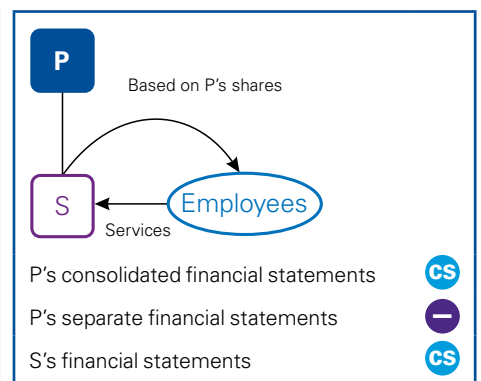 P
Based on P's shares
S
Employees
Services
P's consolidated financial statements CS
P's separate financial statements –
S's financial statements CS